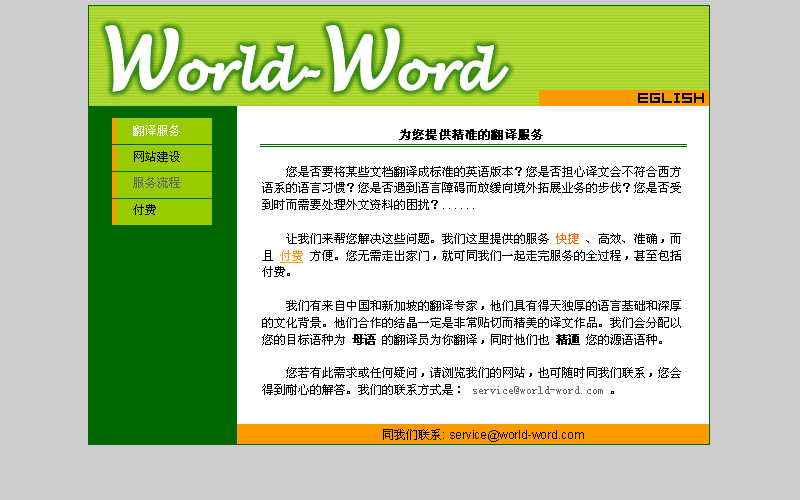 World-Word
EGLISH
翻译服务
网站建设
服务流程
付费
为您提供精准的翻译服务
您是否要将某些文档翻译成标准的英语版本？您是否担心译文会不符合西方
语系的语言习惯？您是否遇到语言障碍而放缓向境外拓展业务的步伐？您是否受
到时而需要处理外文资料的困扰？......
让我们来帮您解决这些问题。我们这里提供的服务 快捷 、高效、准确，而
且 付费 方便。您无需走出家门，就可同我们一起走完服务的全过程，甚至包括
付费。
我们有来自中国和新加坡的翻译专家，他们具有得天独厚的语言基础和深厚
的文化背景。他们合作的结晶一定是非常贴切而精美的译文作品。我们会分配以
您的目标语种为 母语 的翻译员为你翻译，同时他们也 精通 您的源语语种。
您若有此需求或任何疑问，请浏览我们的网站，也可随时同我们联系，您会
得到耐心的解答。我们的联系方式是： service@world-word.com 。
同我们联系: service@world-word.com